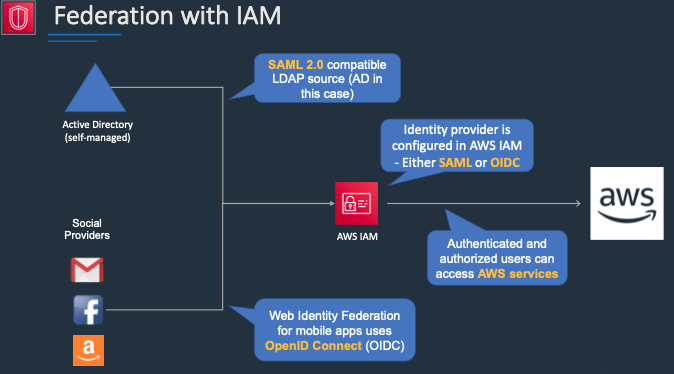 Federation with IAM
SAML 2.0 compatible
LDAP source (AD in
this case)
Active Directory
(self-managed)
Identity provider is
configured in AWS IAM
- Either SAML or OIDC
aws
AWS IAM
Social
Providers
Authenticated and
authorized users can
access AWS services
Web Identity Federation
for mobile apps uses
OpenID Connect (OIDC)
f
a